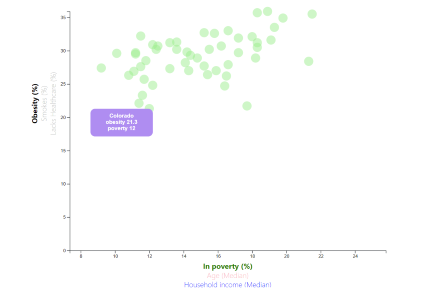 35
30
25
20
15
10
5
0
Obesity (%)
Smokes (%)
Lacks Healthcare (%)
Colorado
obesity 21.3
poverty 12
8 10 12 14 16 18 20 22 24
In poverty (%)
Age (Median)
Household income (Median)